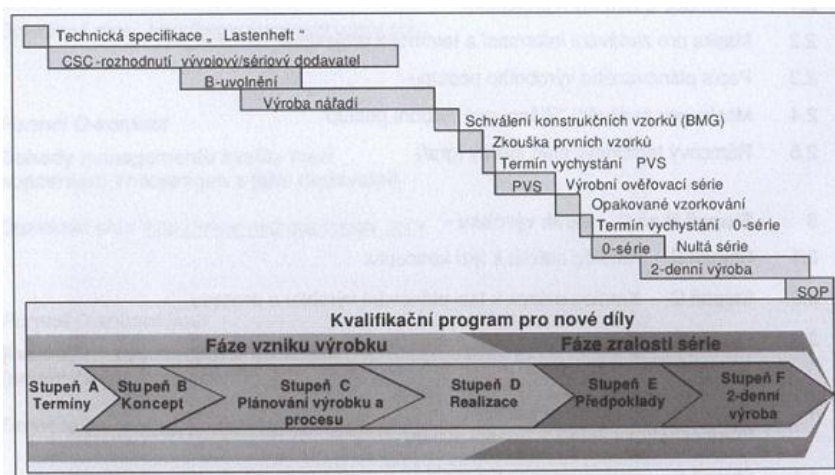 Technická specifikace „ Lastenheft “
CSC-rozhodnutí vývolový/sériový dodavatel
B-uvolnění
Výroba nářadí
Schválení konstrukčních vzorků (BMG)
Zkouška prvních vzorků
Termín vychystání PVS
PVS Výrobní ověřovací série
Opakované vzorkování
Termín vychystání 0-série
0-série Nultá série
2-denní výroba
SOP
Kvalifikační program pro nové díly
Fáze vzniku výrobku Fáze zralosti série
Stupeň A
Termíny
Stupeň B
Koncept
Stupeň C
Plánování výrobku a
procesu
Stupeň D
Realizace
Stupeň E
Předpoklady
Stupeň F
2-denní
výroba